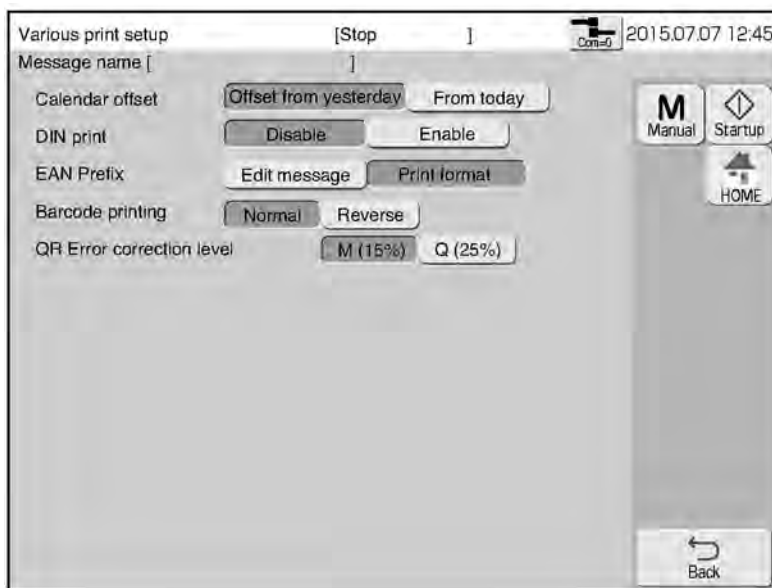 Various print setup [Stop ] Com=0 2015.07.07 12:45
Message name [ ]
Calendar offset Offset from yesterday From today
M Manual Startup
DIN print Disable Enable
EAN Prefix Edit message Print format
HOME
Barcode printing Normal Reverse
QR Error correction level M (15%) Q (25%)
Back